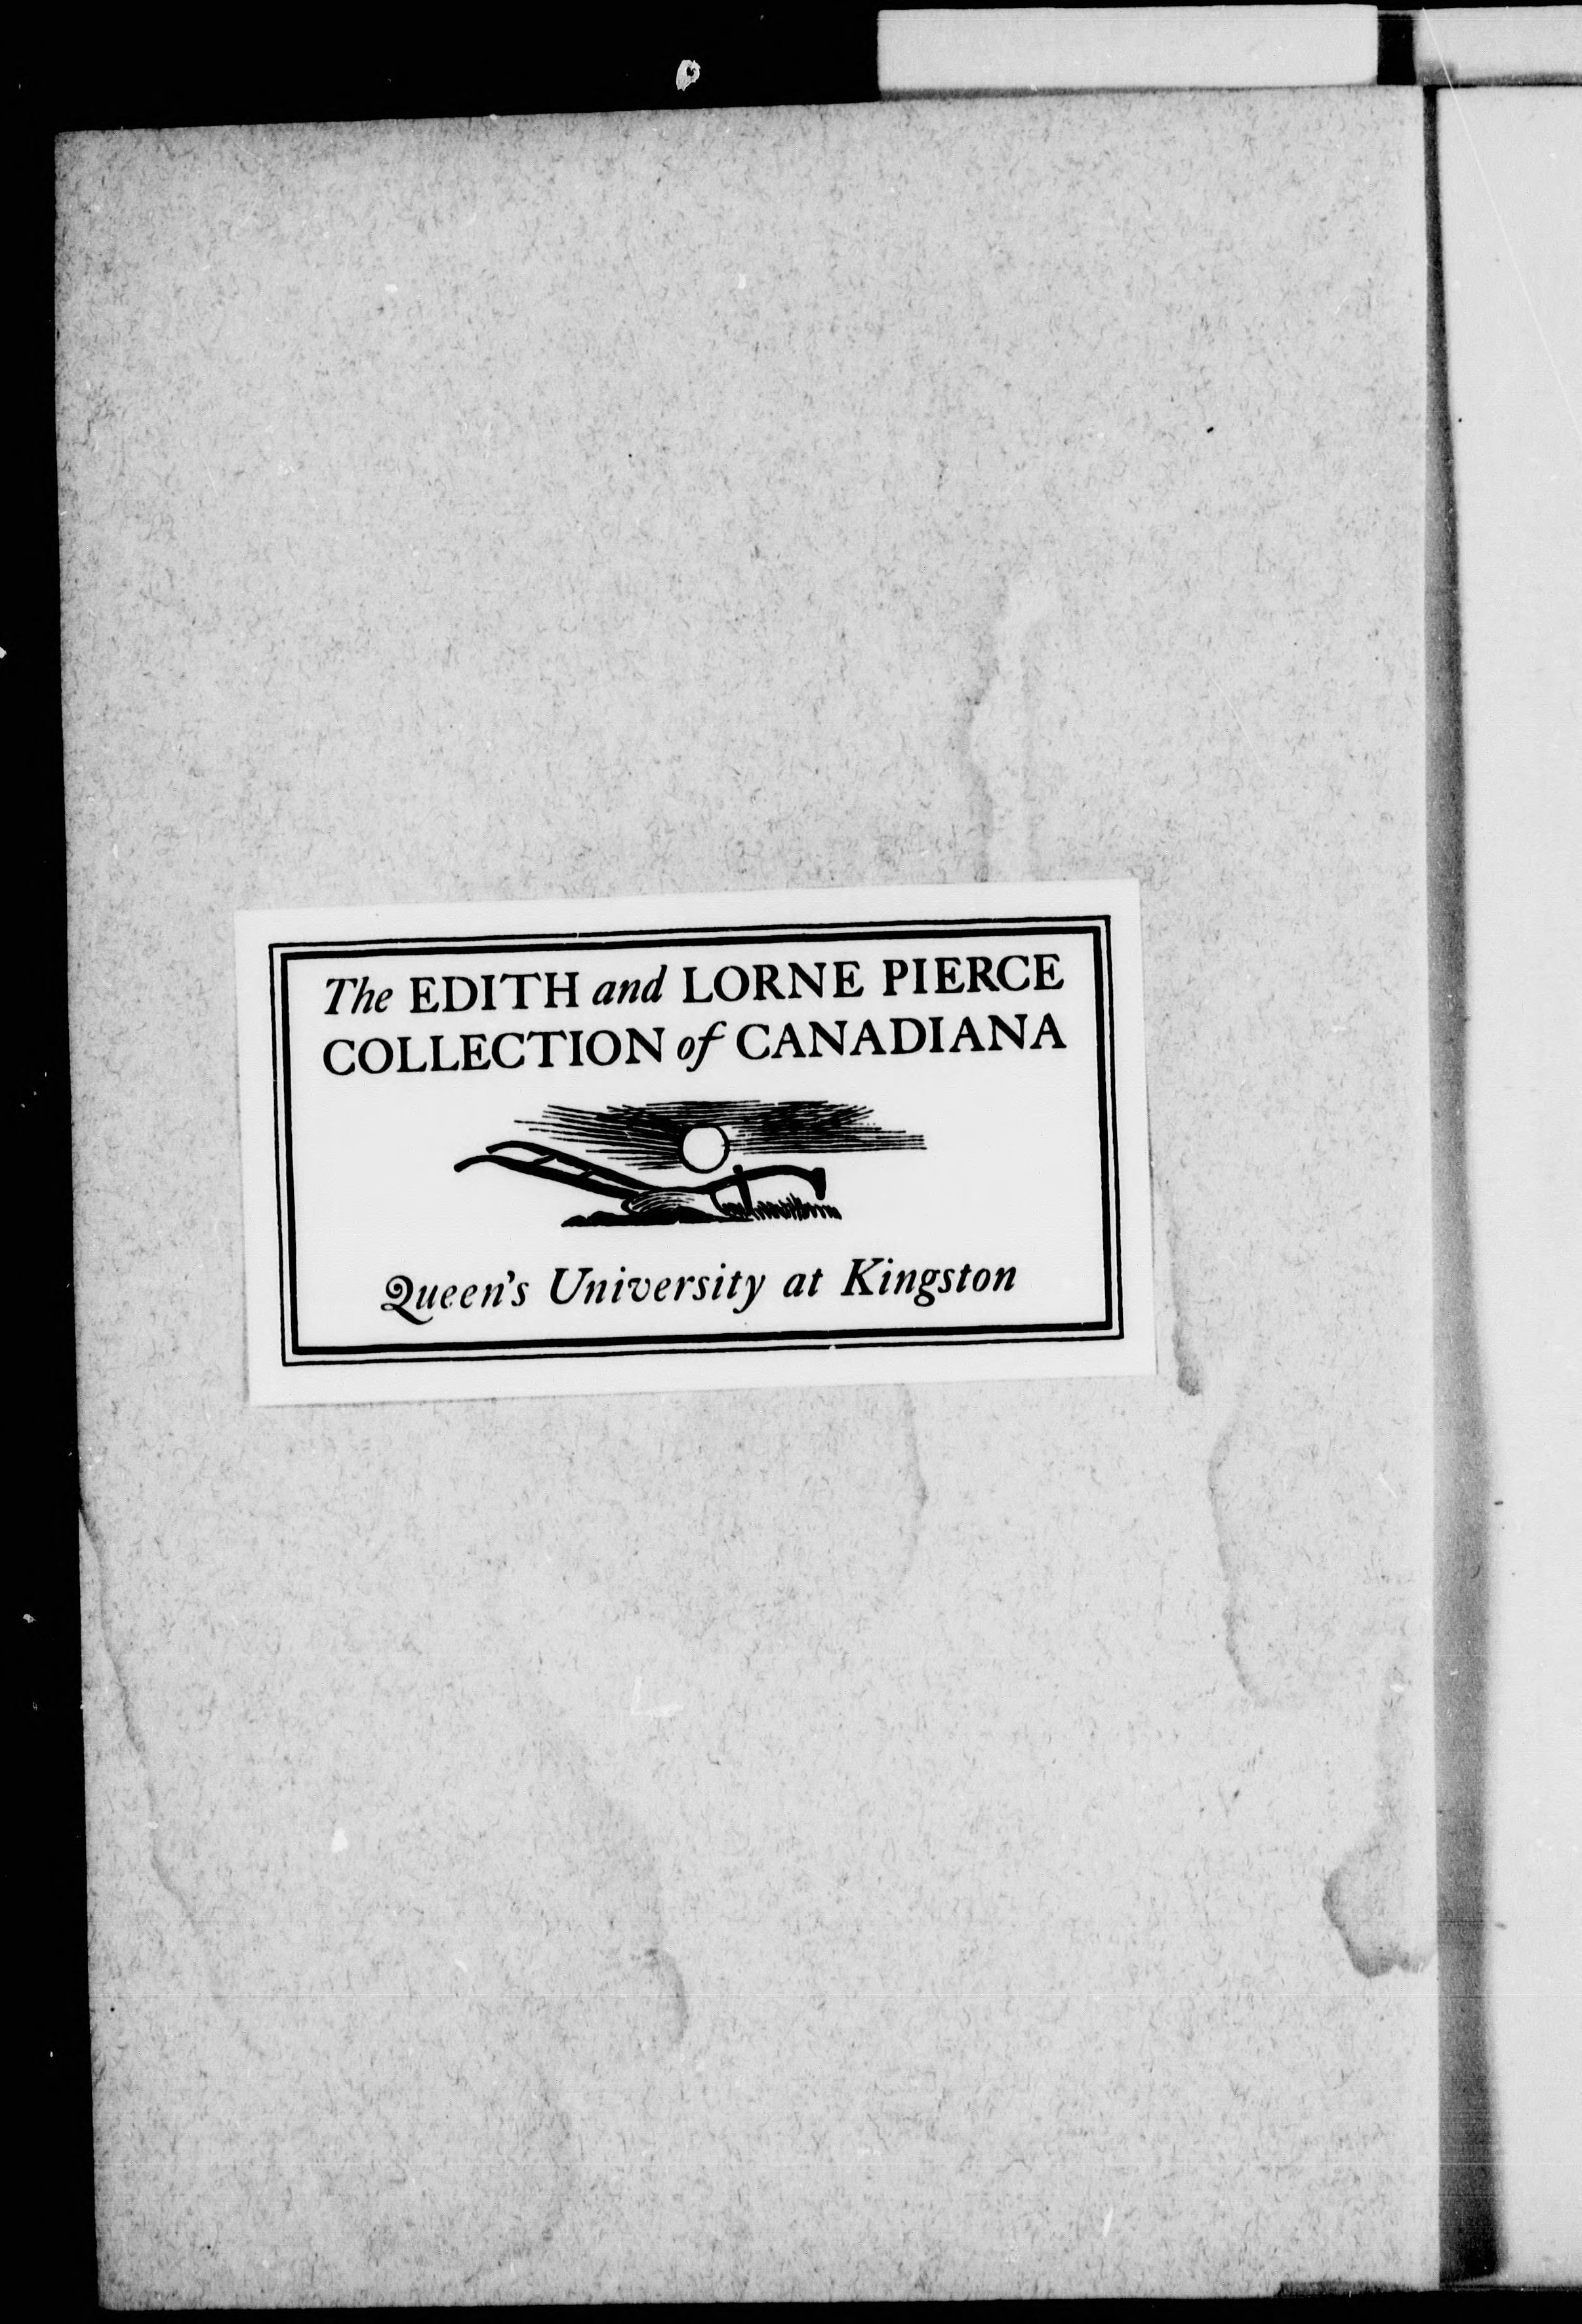 The EDITH and LORNE PIERCE
COLLECTION of CANADIANA
Queen's University at Kingston